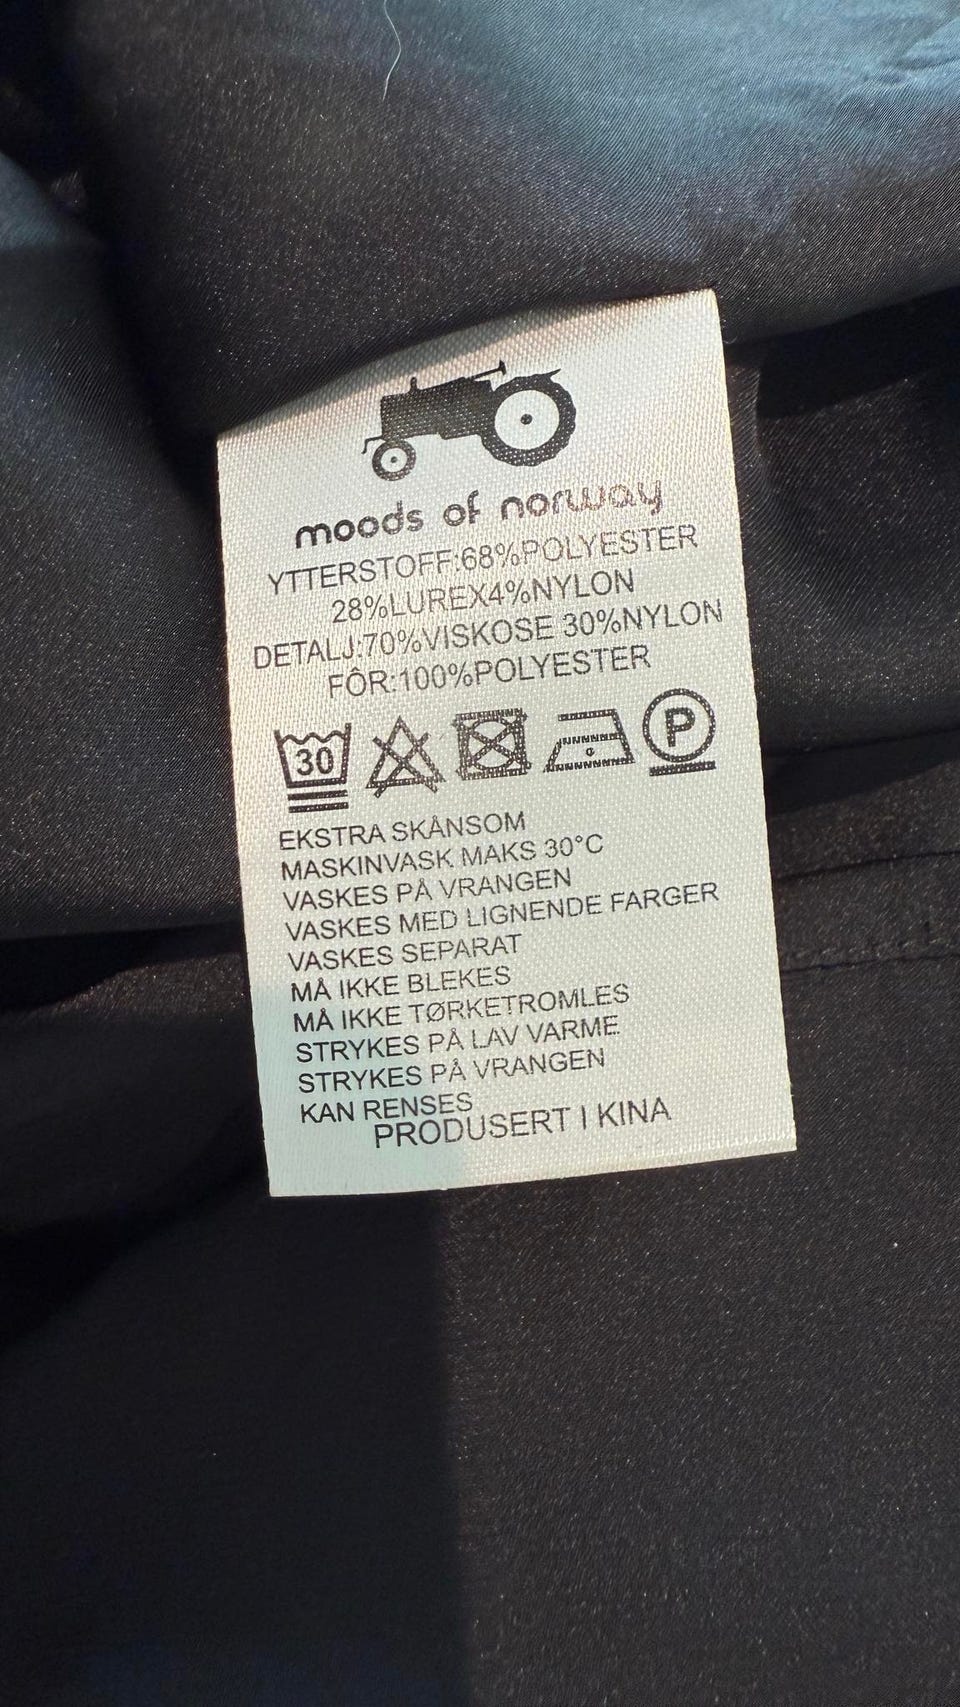 moods of norway
YTTERSTOFF:68%POLYESTER
28%LUREX4%NYLON
DETALJ:70%VISKOSE 30%NYLON
FÔR:100%POLYESTER
30 P
EKSTRA SKÅNSOM
MASKINVASK MAKS 30°C
VASKES PÅ VRANGEN
VASKES MED LIGNENDE FARGER
VASKES SEPARAT
MÅ IKKE BLEKES
MÅ IKKE TØRKETROMLES
STRYKES PÅ LAV VARME
STRYKES PÅ VRANGEN
KAN RENSES
PRODUSERT I KINA